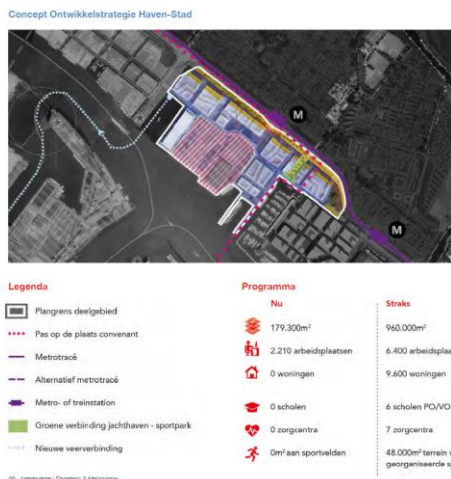 Concept Ontwikkelstrategie Haven-Stad
M
M
Legenda
Plangrens deelgebied
Pas op de plaats convenant
Metrotracé
Alternatief metrotracé
Metro- of treinstation
Groene verbinding jachthaven - sportpark
Nieuwe veerverbinding
Programma
Nu
Straks
179.300m²
960.000m²
2.210 arbeidsplaatsen
6.400 arbeidspla
0 woningen
9.600 woningen
0 scholen
6 scholen PO/VO
0 zorgcentra
7 zorgcentra
0m² aan sportvelden
48.000m² terrein v
georganiseerde s